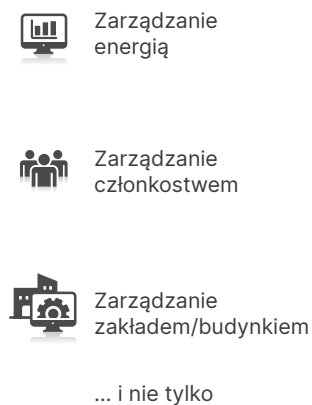 Zarządzanie
energią
Zarządzanie
członkostwem
Zarządzanie
zakładem/budynkiem
... i nie tylko